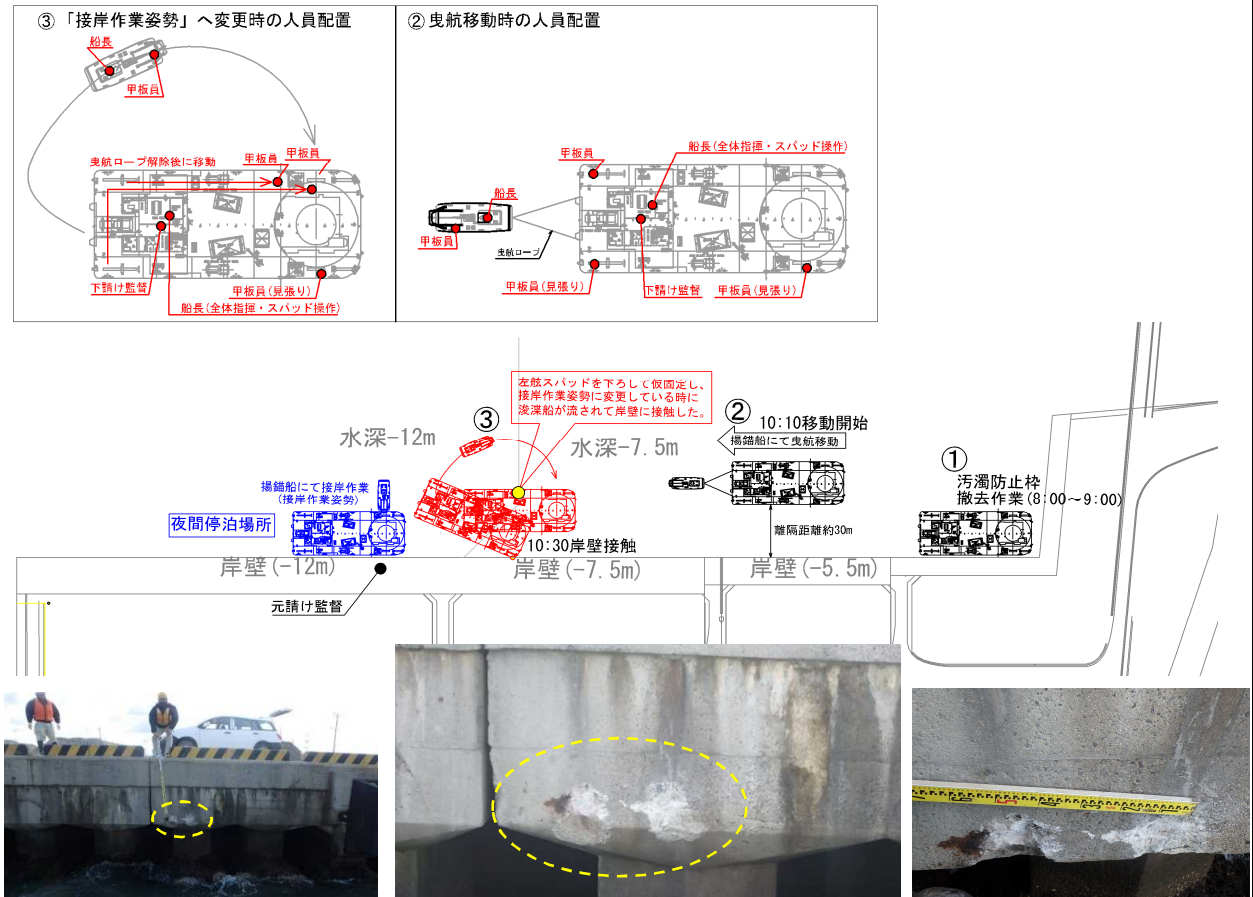 ③「接岸作業姿勢」へ変更時の人員配置
船長
甲板員
曳航ロープ解除後に移動
甲板員
甲板員
下請け監督
甲板員(見張り)
船長(全体指揮・スパッド操作)
②曳航移動時の人員配置
甲板員
船長(全体指揮・スパッド操作)
船長
甲板員
曳航ロープ
甲板員(見張り)
下請け監督
甲板員(見張り)
左舷スパッドを下ろして仮固定し、
接岸作業姿勢に変更している時に
浚渫船が流されて岸壁に接触した。
③
②
10:10移動開始
揚錨船にて曳航移動
水深-12m
水深-7.5m
①
汚濁防止枠
撤去作業(8:00～9:00)
揚錨船にて接岸作業
(接岸作業姿勢)
夜間停泊場所
離隔距離約30m
10:30岸壁接触
岸壁(-12m)
岸壁(-7.5m)
岸壁(-5.5m)
元請け監督